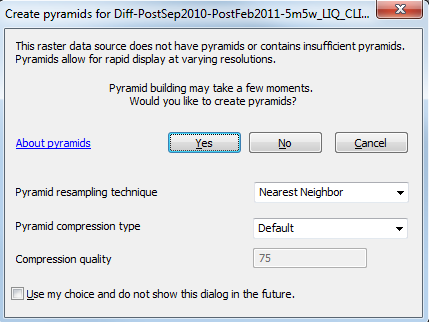 Create pyramids for Diff-PostSep2010-PostFeb2011-5m5w_LIQ_CLI...
This raster data source does not have pyramids or contains insufficient pyramids.
Pyramids allow for rapid display at varying resolutions.
Pyramid building may take a few moments.
Would you like to create pyramids?
About pyramids Yes No Cancel
Pyramid resampling technique Nearest Neighbor
Pyramid compression type Default
Compression quality 75
Use my choice and do not show this dialog in the future.